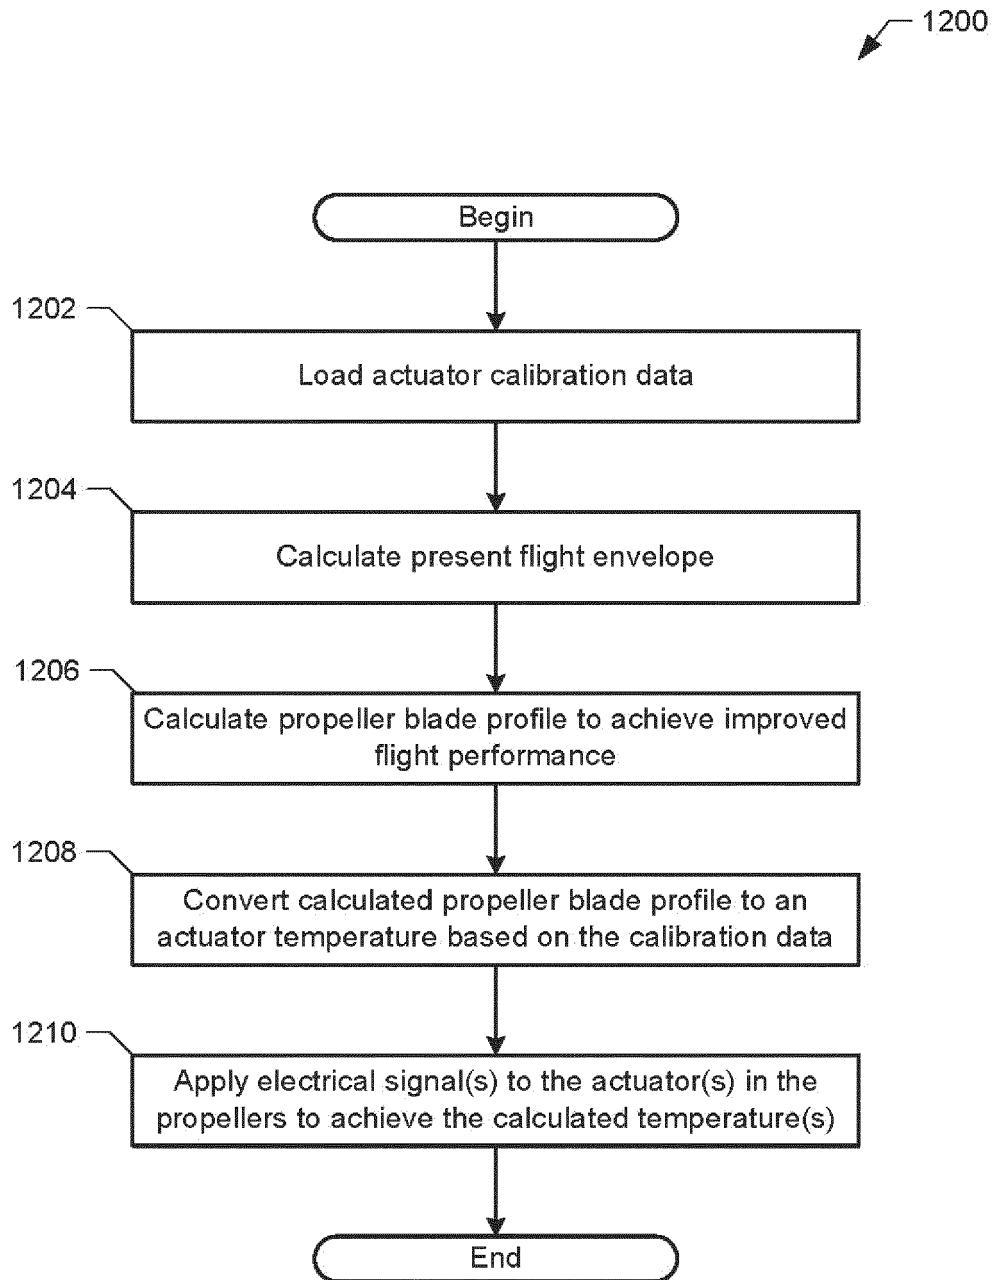 1200
Begin
1202
Load actuator calibration data
1204
Calculate present flight envelope
1206
Calculate propeller blade profile to achieve improved
flight performance
1208
Convert calculated propeller blade profile to an
actuator temperature based on the calibration data
1210
Apply electrical signal(s) to the actuator(s) in the
propellers to achieve the calculated temperature(s)
End